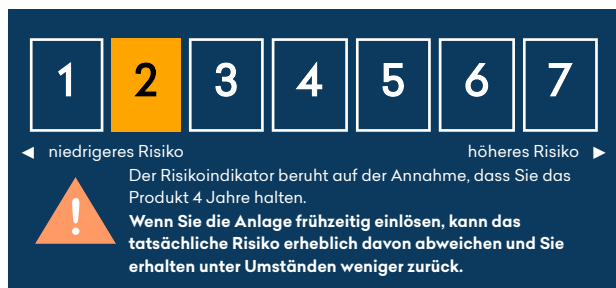 1 2 3 4 5 6 7
◄ niedrigeres Risiko höheres Risiko ►
Der Risikoindikator beruht auf der Annahme, dass Sie das
Produkt 4 Jahre halten.
!
Wenn Sie die Anlage frühzeitig einlösen, kann das
tatsächliche Risiko erheblich davon abweichen und Sie
erhalten unter Umständen weniger zurück.